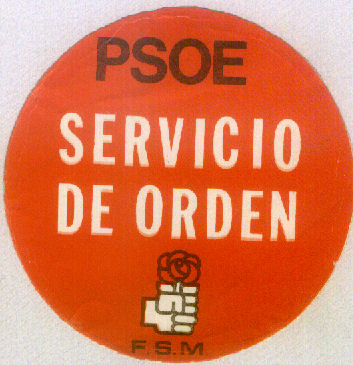 PSOE
SERVICIO
DE ORDEN
F.S.M